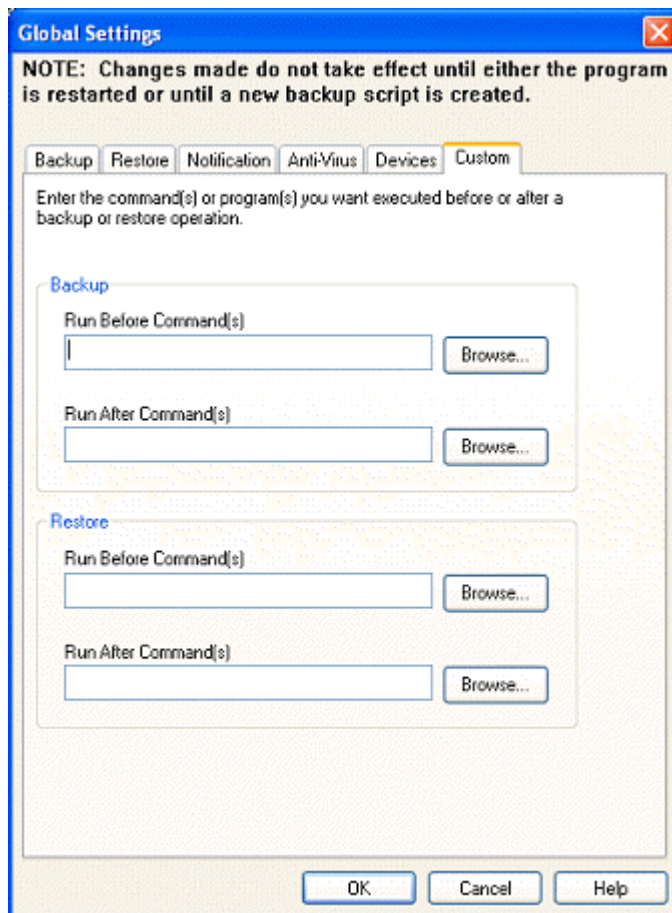 Global Settings
NOTE: Changes made do not take effect until either the program
is restarted or until a new backup script is created.
Backup Restore Notification Anti-Virus Devices Custom
Enter the command(s) or program(s) you want executed before or after a
backup or restore operation.
Backup
Run Before Command(s)
Browse...
Run After Command(s)
Browse...
Restore
Run Before Command(s)
Browse...
Run After Command(s)
Browse...
OK Cancel Help